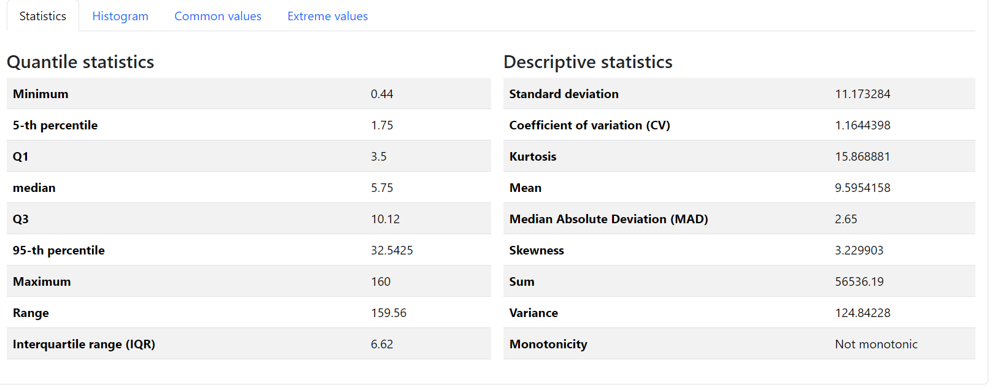 Statistics Histogram Common values Extreme values
Quantile statistics
Minimum 0.44
5-th percentile 1.75
Q1 3.5
median 5.75
Q3 10.12
95-th percentile 32.5425
Maximum 160
Range 159.56
Interquartile range (IQR) 6.62
Descriptive statistics
Standard deviation 11.173284
Coefficient of variation (CV) 1.1644398
Kurtosis 15.868881
Mean 9.5954158
Median Absolute Deviation (MAD) 2.65
Skewness 3.229903
Sum 56536.19
Variance 124.84228
Monotonicity Not monotonic